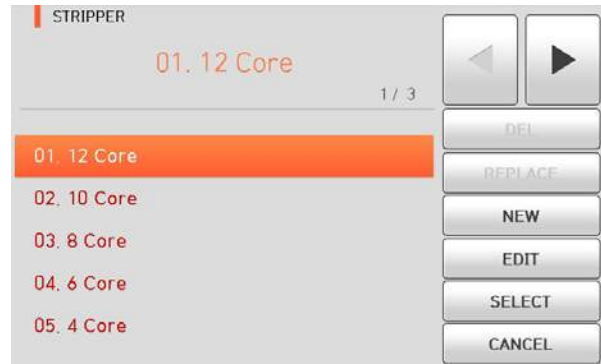 STRIPPER
01. 12 Core
1 / 3
01. 12 Core
02. 10 Core
03. 8 Core
04. 6 Core
05. 4 Core
DEL
REPLACE
NEW
EDIT
SELECT
CANCEL